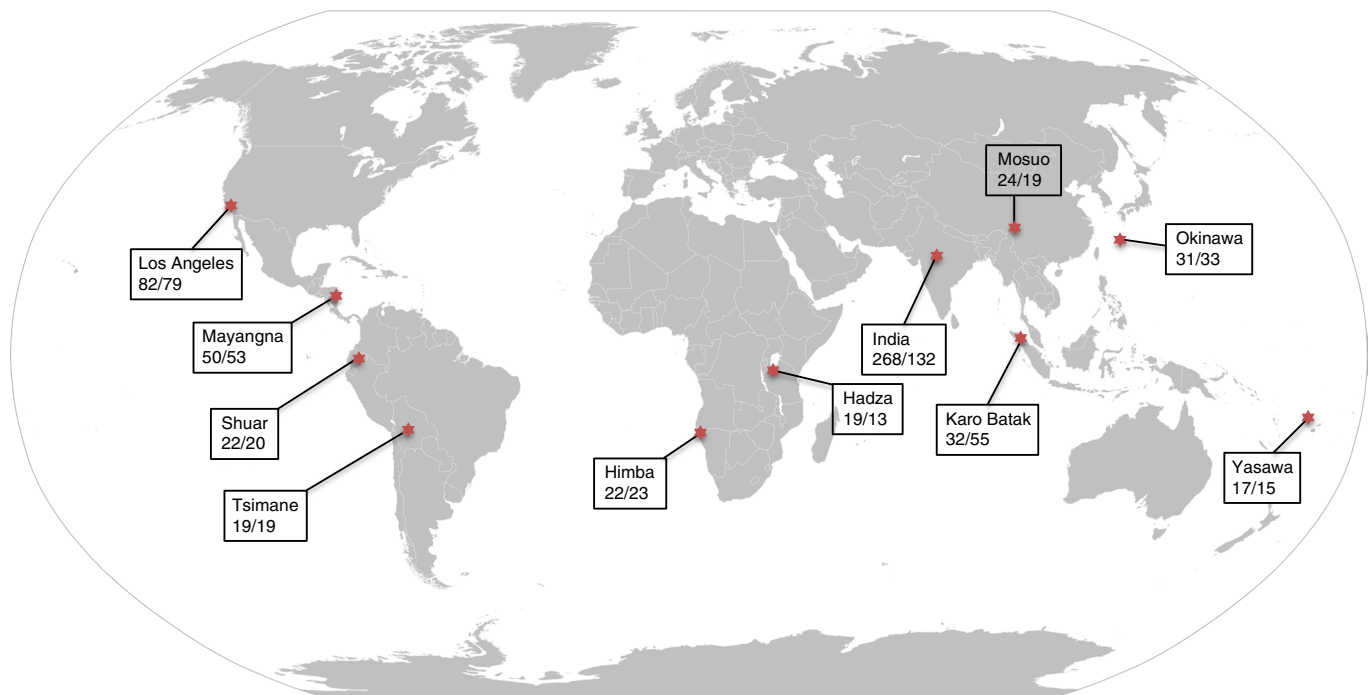 Mosuo
24/19
Okinawa
31/33
Los Angeles
82/79
Mayangna
50/53
India
268/132
Shuar
22/20
Hadza
19/13
Karo Batak
32/55
Himba
22/23
Yasawa
17/15
Tsimane
19/19